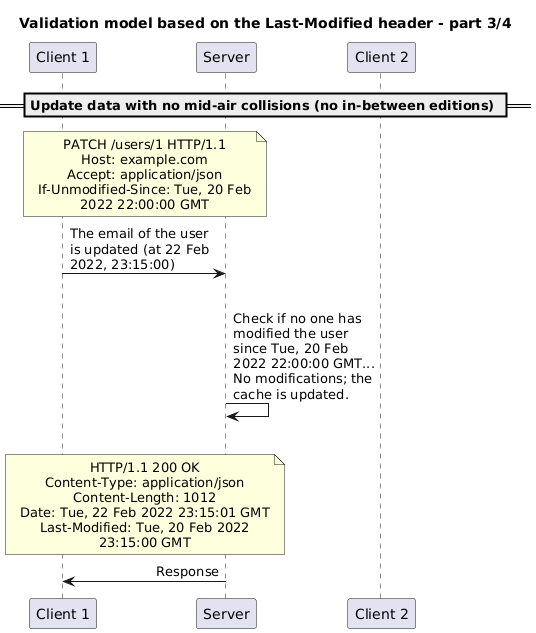 Validation model based on the Last-Modified header - part 3/4
Client 1
Server
Client 2
Update data with no mid-air collisions (no in-between editions)
PATCH /users/1 HTTP/1.1
Host: example.com
Accept: application/json
If-Unmodified-Since: Tue, 20 Feb
2022 22:00:00 GMT
The email of the user
is updated (at 22 Feb
2022, 23:15:00)
Check if no one has
modified the user
since Tue, 20 Feb
2022 22:00:00 GMT...
No modifications; the
cache is updated.
HTTP/1.1 200 OK
Content-Type: application/json
Content-Length: 1012
Date: Tue, 22 Feb 2022 23:15:01 GMT
Last-Modified: Tue, 20 Feb 2022
23:15:00 GMT
Response
Client 1
Server
Client 2